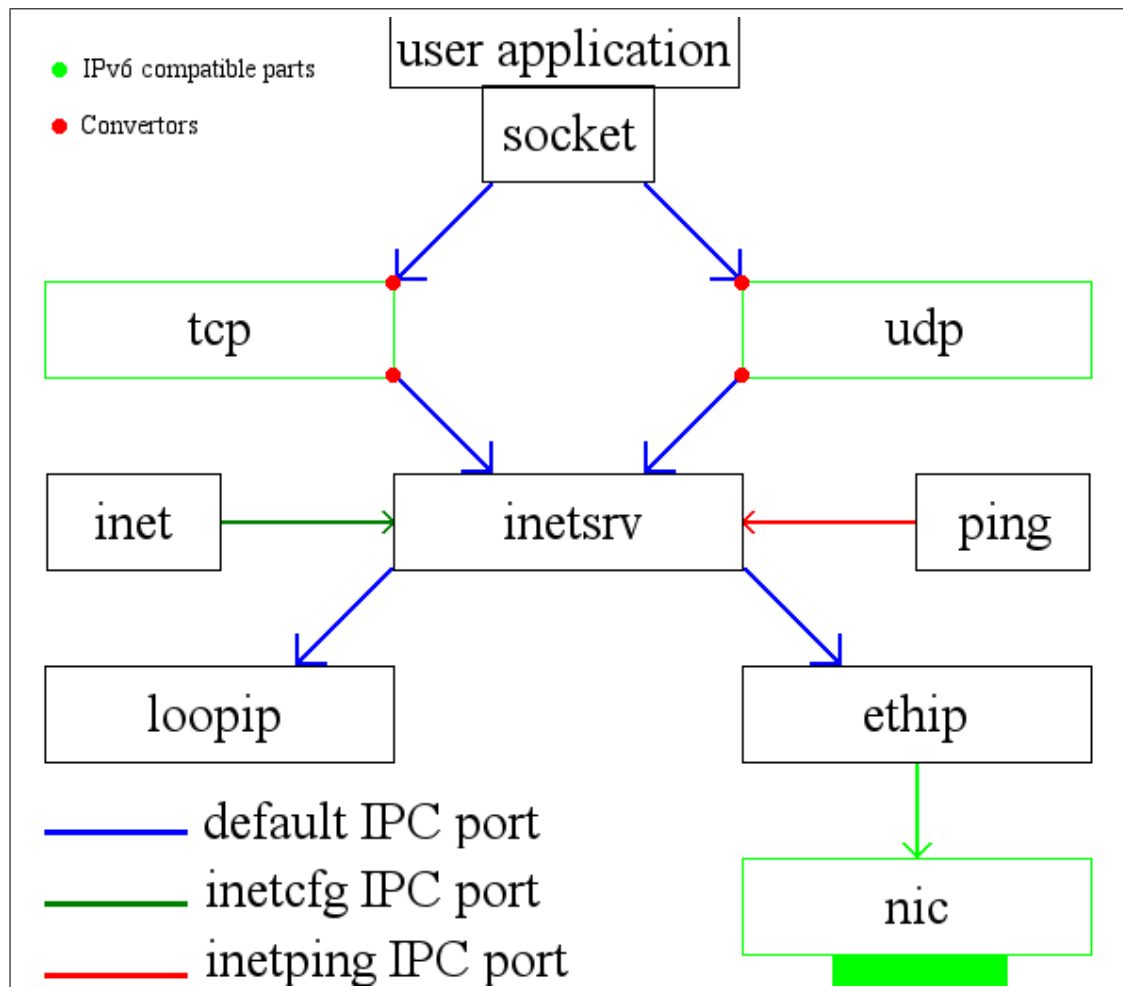 user application
IPv6 compatible parts
Convertors
socket
tcp
udp
inet
inetsrv
ping
loopip
ethip
default IPC port
inetcfg IPC port
nic
inetping IPC port